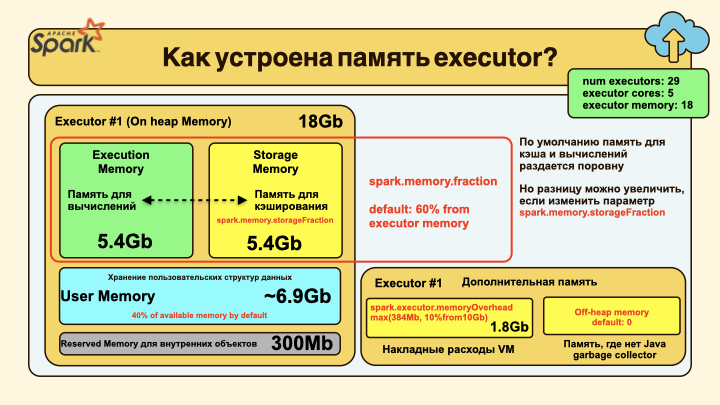 APACHE
Spark
Как устроена память executor?
num executors: 29
executor cores: 5
executor memory: 18
Executor #1 (On heap Memory)
18Gb
Execution
Memory
Память для
вычислений
5.4Gb
Storage
Memory
Память для
кэширования
spark.memory.storageFraction
5.4Gb
spark.memory.fraction
default: 60% from
executor memory
По умолчанию память для
кэша и вычислений
раздается поровну
Но разницу можно увеличить,
если изменить параметр
spark.memory.storageFraction
Хранение пользовательских структур данных
User Memory
~6.9Gb
40% of available memory by default
Reserved Memory для внутренних объектов
300Mb
Executor #1
Дополнительная память
spark.executor.memoryOverhead
max(384Mb, 10%from10Gb)
1.8Gb
Накладные расходы VM
Off-heap memory
default: 0
Память, где нет Java
garbage collector